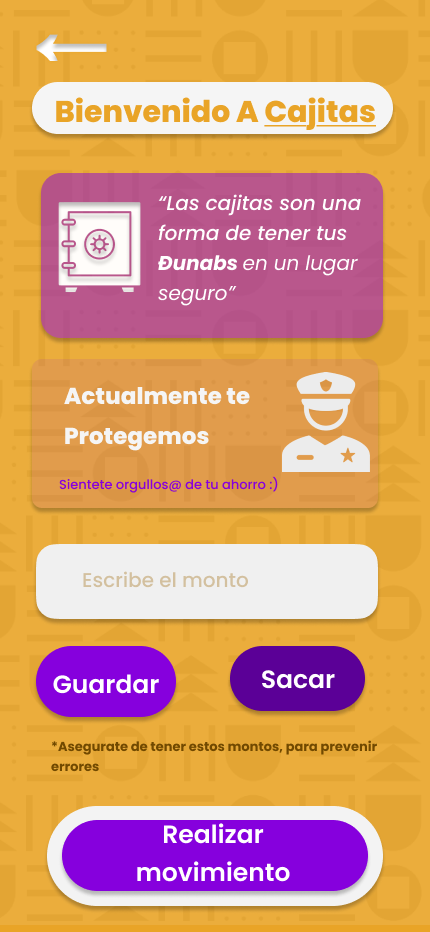 Bienvenido A Cajitas
“Las cajitas son una
forma de tener tus
Đunabs en un lugar
seguro”
Actualmente te
Protegemos
Sientete orgullos@ de tu ahorro :)
Escribe el monto
Guardar
Sacar
*Asegurate de tener estos montos, para prevenir
errores
Realizar
movimiento